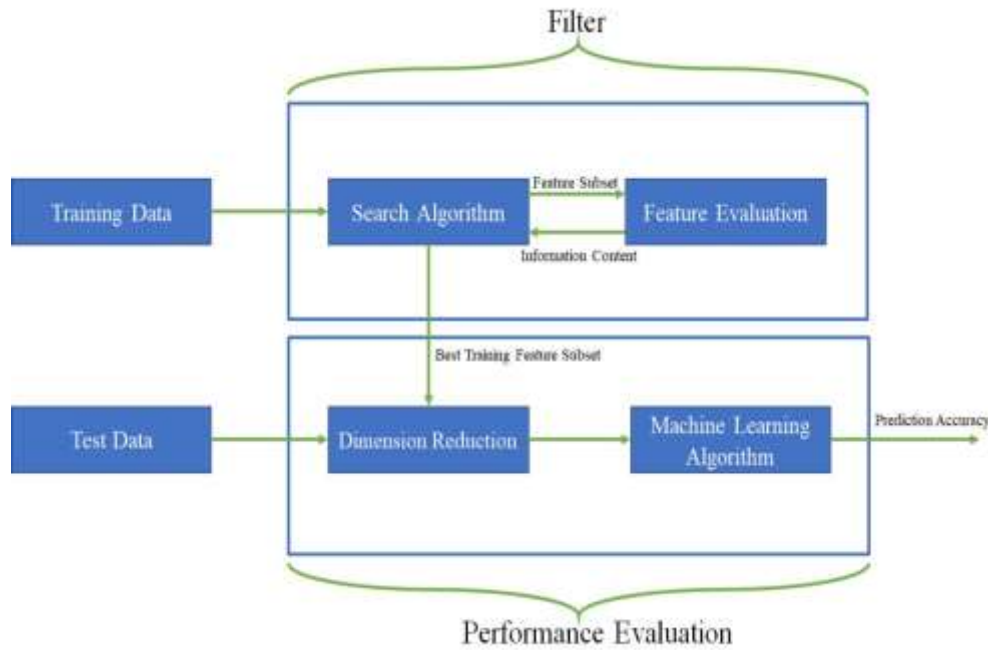 Filter
Training Data
Search Algorithm
Feature Subset
Feature Evaluation
Information Content
Best Training Feature Subset
Test Data
Dimension Reduction
Machine Learning
Algorithm
Prediction Accuracy
Performance Evaluation